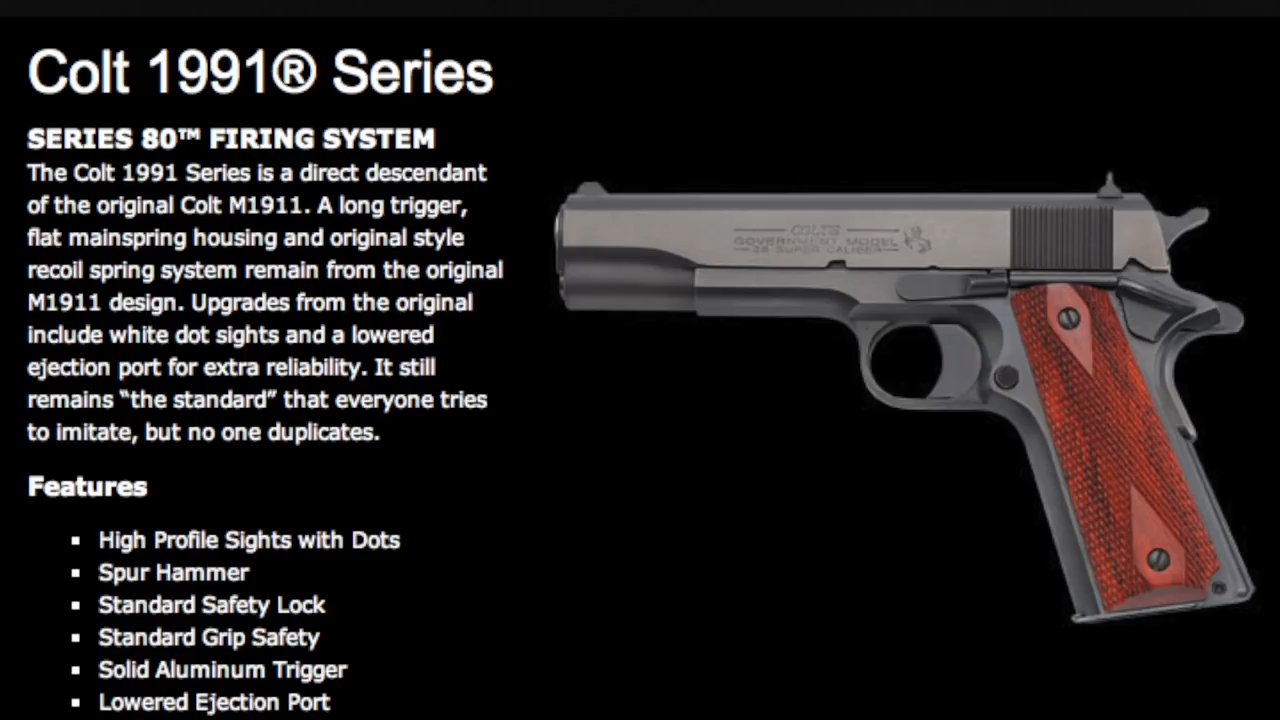 Colt 1991® Series
SERIES 80™ FIRING SYSTEM
The Colt 1991 Series is a direct descendant
of the original Colt M1911. A long trigger,
flat mainspring housing and original style
recoil spring system remain from the original
M1911 design. Upgrades from the original
include white dot sights and a lowered
ejection port for extra reliability. It still
remains “the standard” that everyone tries
to imitate, but no one duplicates.
COLT'S
GOVERNMENT MODEL
38 SUPER CALIBER
Features
▪ High Profile Sights with Dots
▪ Spur Hammer
▪ Standard Safety Lock
▪ Standard Grip Safety
▪ Solid Aluminum Trigger
▪ Lowered Ejection Port